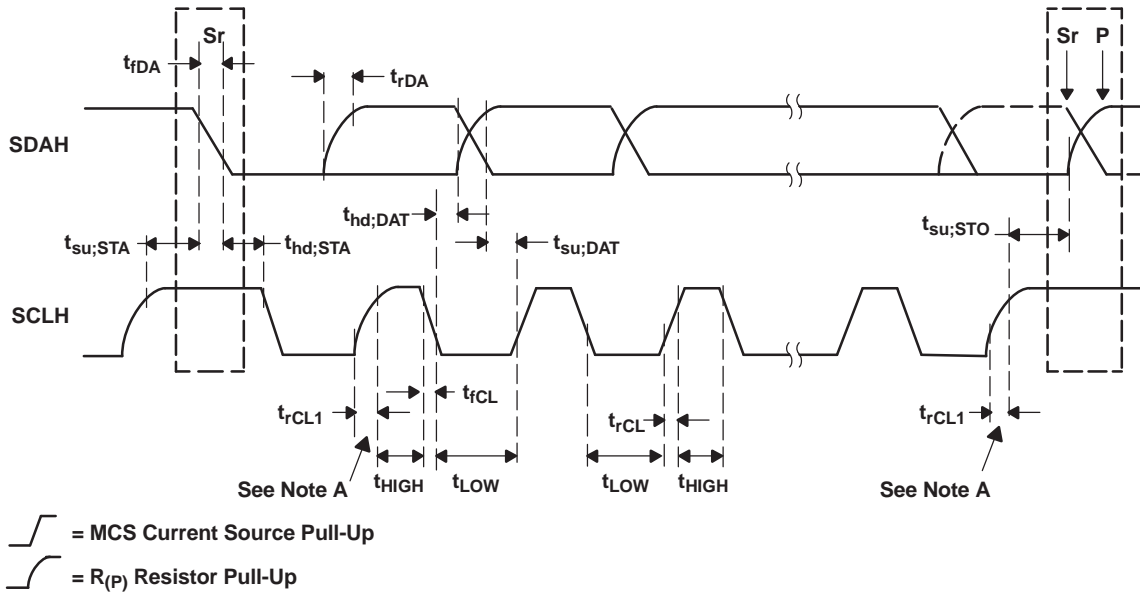 Sr
Sr P
tfDA
trDA
SDAH
thd;DAT
tsu;STA
thd;STA
tsu;DAT
tsu;STO
SCLH
tfCL
trCL1
trCL
trCL1
tHIGH
tLOW
tLOW
tHIGH
See Note A
See Note A
= MCS Current Source Pull-Up
= R(P) Resistor Pull-Up